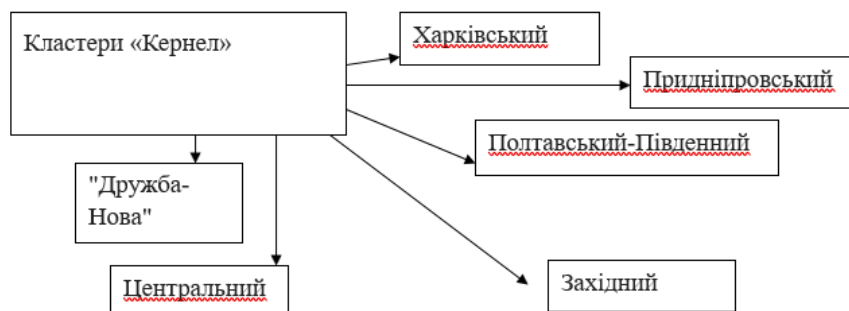 Кластери «Кернел»
Харківський
Придніпровський
Полтавський-Південний
"Дружба-
Нова"
Центральний
Західний